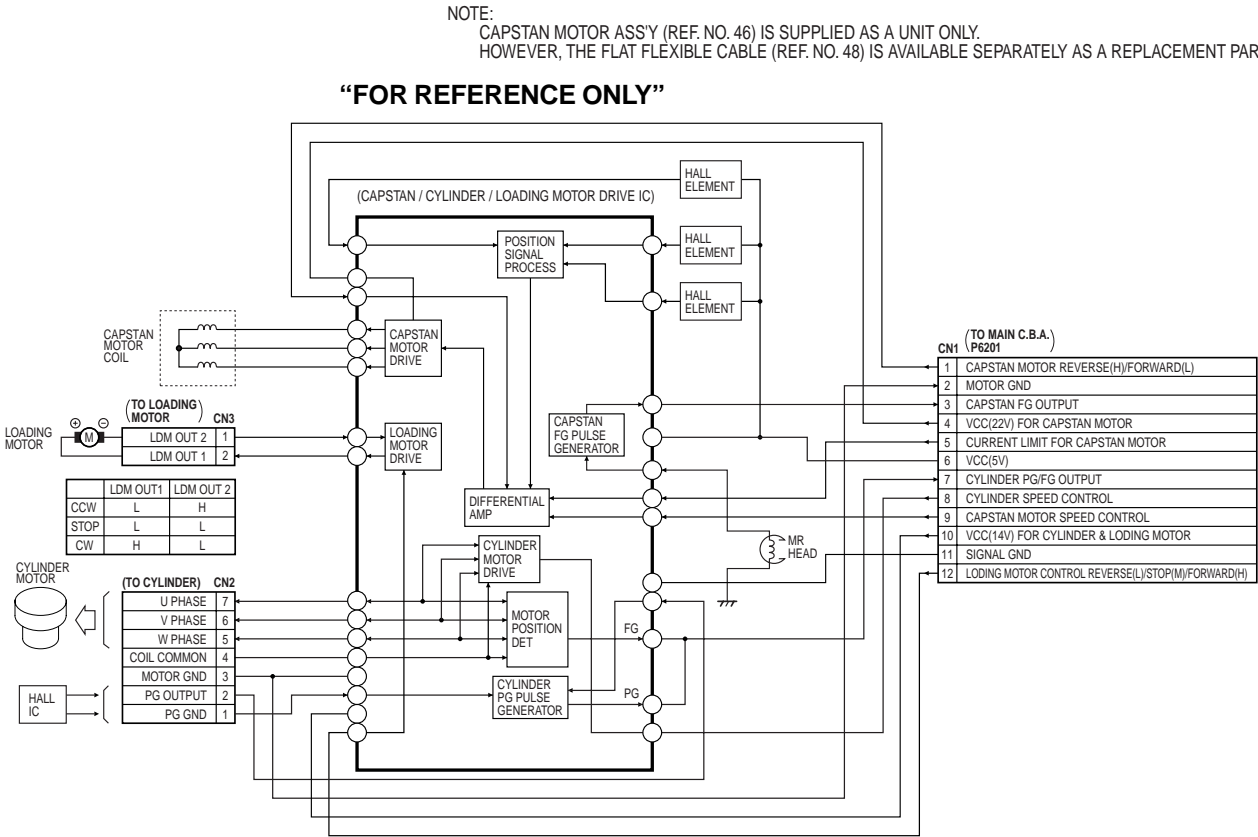 NOTE:
CAPSTAN MOTOR ASS'Y (REF. NO. 46) IS SUPPLIED AS A UNIT ONLY.
HOWEVER, THE FLAT FLEXIBLE CABLE (REF. NO. 48) IS AVAILABLE SEPARATELY AS A REPLACEMENT PAR
“FOR REFERENCE ONLY”
(CAPSTAN / CYLINDER / LOADING MOTOR DRIVE IC)
HALL
ELEMENT
HALL
ELEMENT
HALL
ELEMENT
POSITION
SIGNAL
PROCESS
CAPSTAN
MOTOR
COIL
CAPSTAN
MOTOR
DRIVE
(TO LOADING
MOTOR)
CN3
LOADING
MOTOR
⊕ ⊖
M
LDM OUT 2 1
LDM OUT 1 2
LOADING
MOTOR
DRIVE
CAPSTAN
FG PULSE
GENERATOR
DIFFERENTIAL
AMP
MR
HEAD
LDM OUT1 LDM OUT 2
CCW L H
STOP L L
CW H L
CYLINDER
MOTOR
(TO CYLINDER) CN2
U PHASE 7
V PHASE 6
W PHASE 5
COIL COMMON 4
MOTOR GND 3
PG OUTPUT 2
PG GND 1
HALL
IC
CYLINDER
MOTOR
DRIVE
MOTOR
POSITION
DET
FG
CYLINDER
PG PULSE
GENERATOR
PG
CN1 (TO MAIN C.B.A.)
P6201
1 CAPSTAN MOTOR REVERSE(H)/FORWARD(L)
2 MOTOR GND
3 CAPSTAN FG OUTPUT
4 VCC(22V) FOR CAPSTAN MOTOR
5 CURRENT LIMIT FOR CAPSTAN MOTOR
6 VCC(5V)
7 CYLINDER PG/FG OUTPUT
8 CYLINDER SPEED CONTROL
9 CAPSTAN MOTOR SPEED CONTROL
10 VCC(14V) FOR CYLINDER & LODING MOTOR
11 SIGNAL GND
12 LODING MOTOR CONTROL REVERSE(L)/STOP(M)/FORWARD(H)